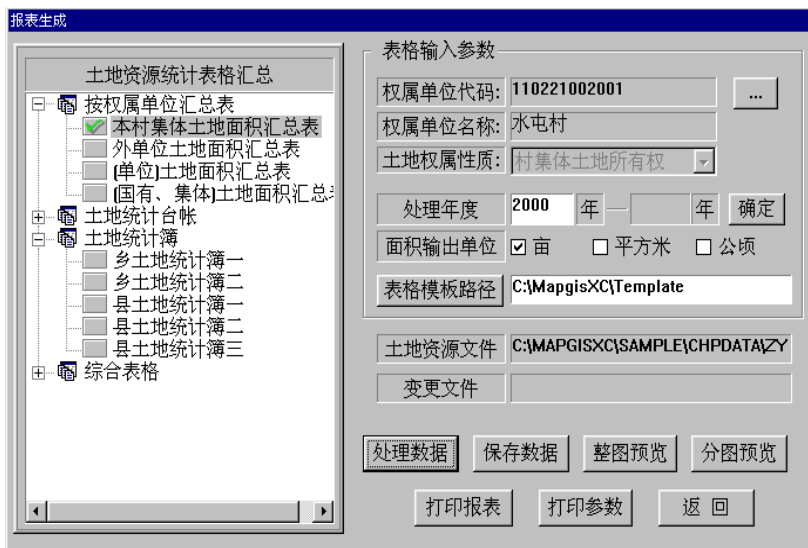 报表生成
土地资源统计表格汇总
按权属单位汇总表
本村集体土地面积汇总表
外单位土地面积汇总表
(单位)土地面积汇总表
(国有、集体)土地面积汇总
土地统计台帐
土地统计簿
乡土地统计簿一
乡土地统计簿二
县土地统计簿一
县土地统计簿二
县土地统计簿三
综合表格
表格输入参数
权属单位代码: 110221002001 ...
权属单位名称: 水屯村
土地权属性质: 村集体土地所有权
处理年度 2000 年 — 年 确定
面积输出单位 亩 平方米 公顷
表格模板路径 C:\MapgisXC\Template
土地资源文件 C:\MAPGISXC\SAMPLE\CHPDATA\ZY
变更文件
处理数据 保存数据 整图预览 分图预览
打印报表 打印参数 返 回